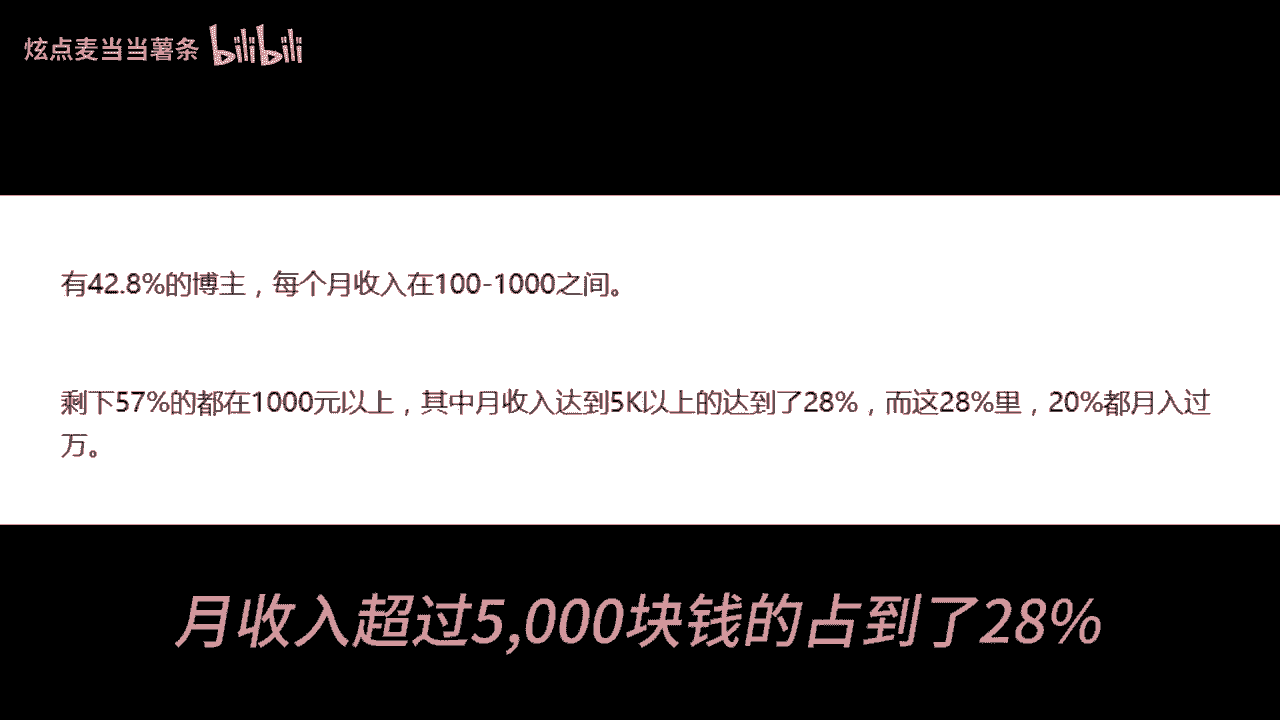 炫点麦当当薯条 bilibili
有42.8%的博主，每个月收入在100-1000之间。
剩下57%的都在1000元以上，其中月收入达到5K以上的达到了28%，而这28%里，20%都月入过
万。
月收入超过5,000块钱的占到了28%